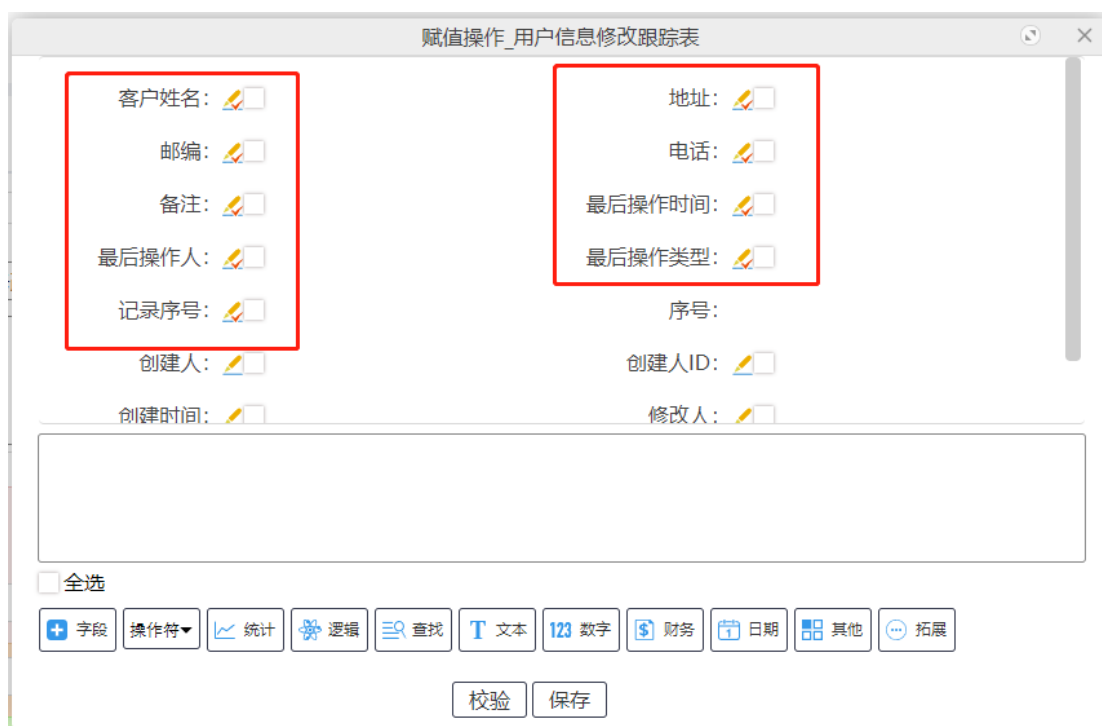 赋值操作_用户信息修改跟踪表
客户姓名： 地址：
邮编： 电话：
备注： 最后操作时间：
最后操作人： 最后操作类型：
记录序号： 序号：
创建人： 创建人ID：
创建时间： 修改人：
全选
字段 操作符 统计 逻辑 查找 T 文本 123 数字 财务 日期 其他 拓展
校验 保存